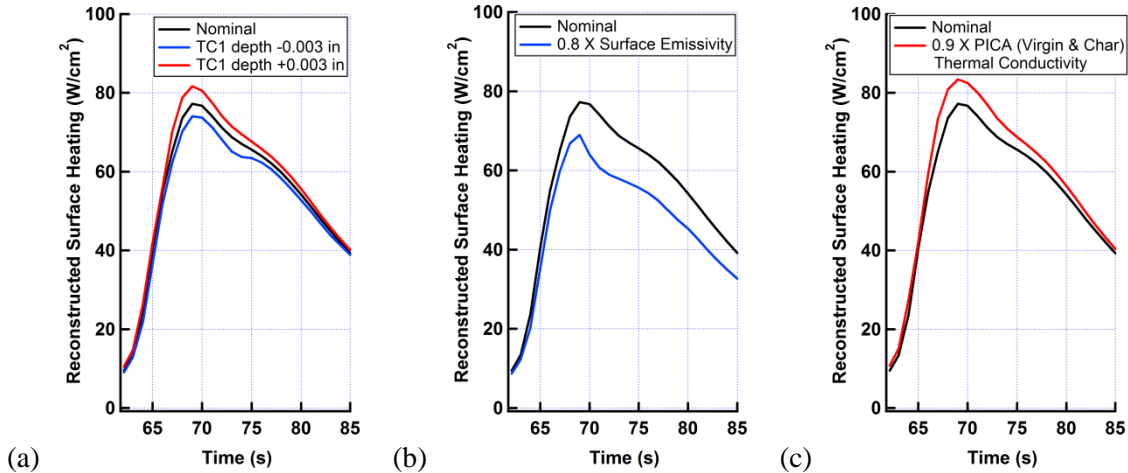 (a)
Reconstructed Surface Heating (W/cm²)
100
80
60
40
20
0
Nominal
TC1 depth -0.003 in
TC1 depth +0.003 in
65 70 75 80 85
Time (s)
(b)
Reconstructed Surface Heating (W/cm²)
100
80
60
40
20
0
Nominal
0.8 X Surface Emissivity
65 70 75 80 85
Time (s)
(c)
Reconstructed Surface Heating (W/cm²)
100
80
60
40
20
0
Nominal
0.9 X PICA (Virgin & Char)
Thermal Conductivity
65 70 75 80 85
Time (s)